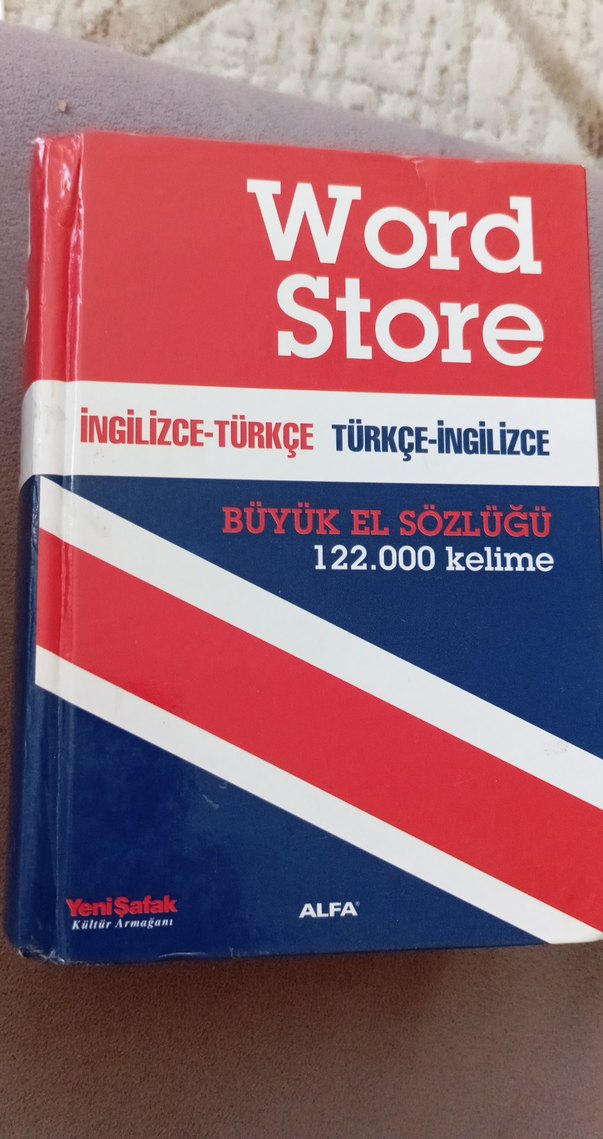 Word
Store
İNGİLİZCE-TÜRKÇE TÜRKÇE-İNGİLİZCE
BÜYÜK EL SÖZLÜĞÜ
122.000 kelime
YeniŞafak
Kültür Armağanı
ALFA